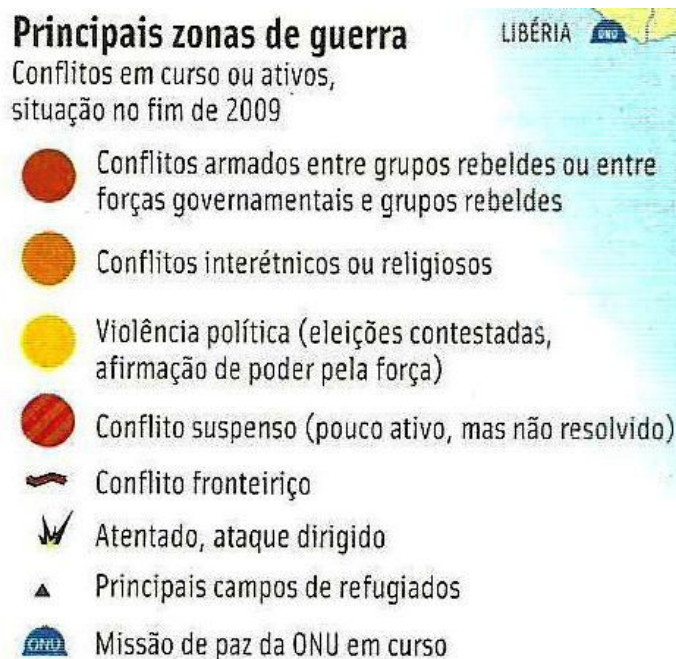 Principais zonas de guerra
LIBÉRIA ONU
Conflitos em curso ou ativos,
situação no fim de 2009
Conflitos armados entre grupos rebeldes ou entre
forças governamentais e grupos rebeldes
Conflitos interétnicos ou religiosos
Violência política (eleições contestadas,
afirmação de poder pela força)
Conflito suspenso (pouco ativo, mas não resolvido)
Conflito fronteiriço
Atentado, ataque dirigido
Principais campos de refugiados
ONU Missão de paz da ONU em curso